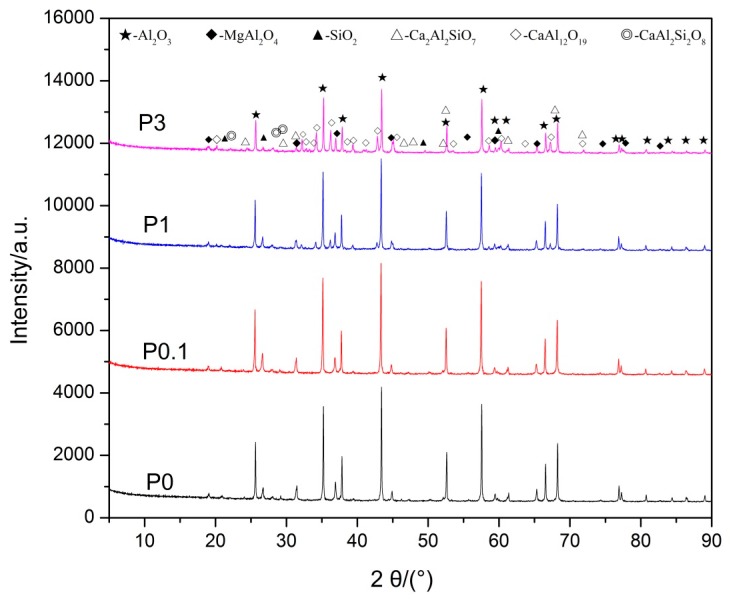 16000
★-Al₂O₃ ◆-MgAl₂O₄ ▲-SiO₂ △-Ca₂Al₂SiO₇ ◇-CaAl₁₂O₁₉ ◎-CaAl₂Si₂O₈
14000
P3
12000
P1
10000
8000
P0.1
6000
4000
P0
2000
0
Intensity/a.u.
10 20 30 40 50 60 70 80 90
2 θ/(°)